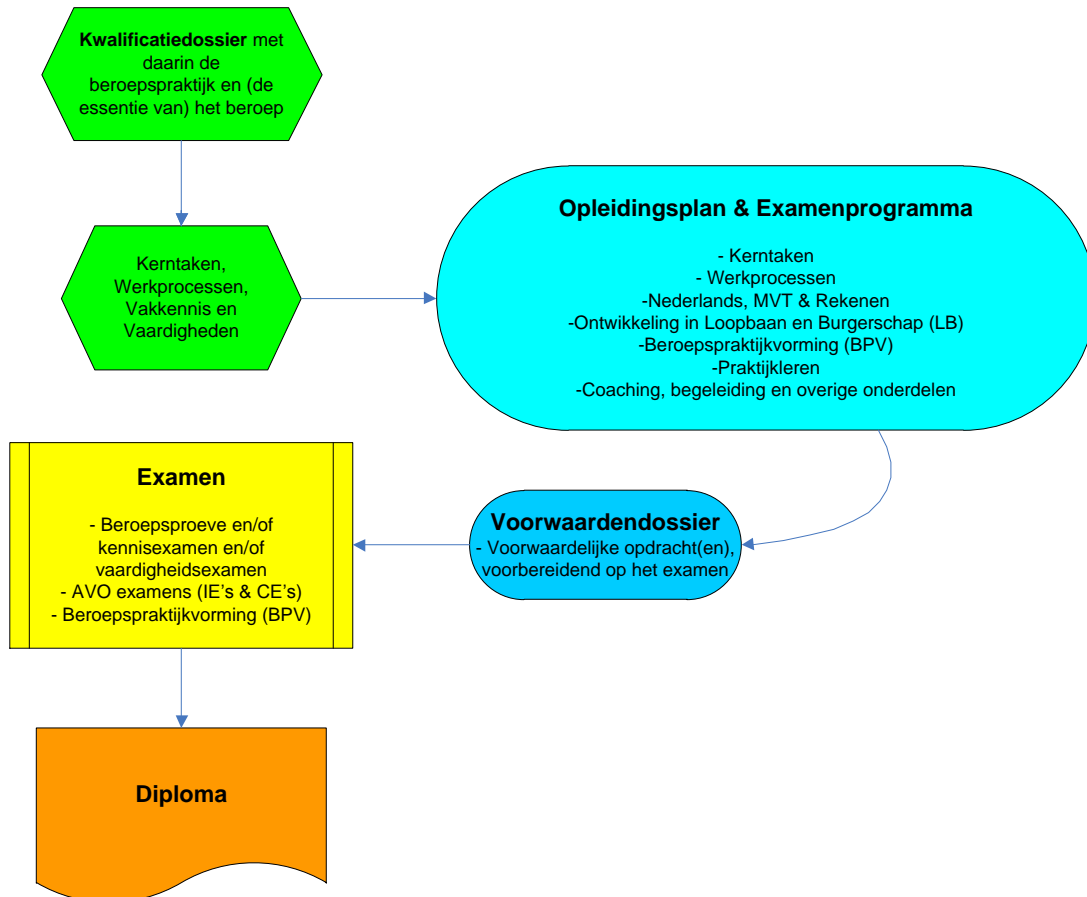 Kwalificatiedossier met
daarin de
beroepspraktijk en (de
essentie van) het beroep
Kerntaken,
Werkprocessen,
Vakkennis en
Vaardigheden
Opleidingsplan & Examenprogramma
- Kerntaken
- Werkprocessen
-Nederlands, MVT & Rekenen
-Ontwikkeling in Loopbaan en Burgerschap (LB)
-Beroepspraktijkvorming (BPV)
-Praktijkleren
-Coaching, begeleiding en overige onderdelen
Voorwaardendossier
- Voorwaardelijke opdracht(en),
voorbereidend op het examen
Examen
- Beroepsproeve en/of
kennisexamen en/of
vaardigheidsexamen
- AVO examens (IE's & CE's)
- Beroepspraktijkvorming (BPV)
Diploma